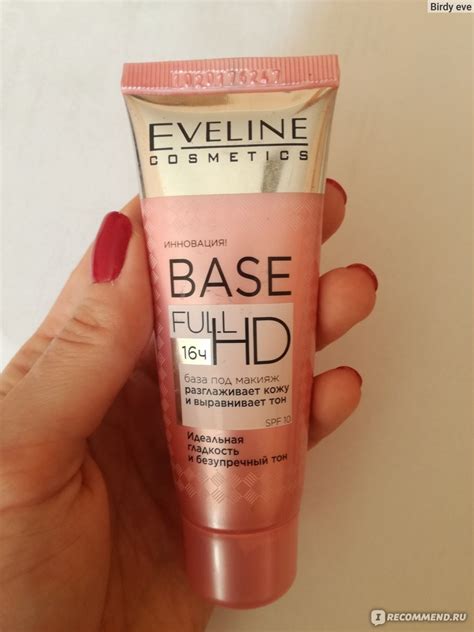 Birdy eve
EVELINE
COSMETICS
ИННОВАЦИЯ!
BASE
FULL HD
16ч
база под макияж
разглаживает кожу
и выравнивает тон
SPF 10
Идеальная
гладкость
и безупречный тон
I RECOMMEND.RU